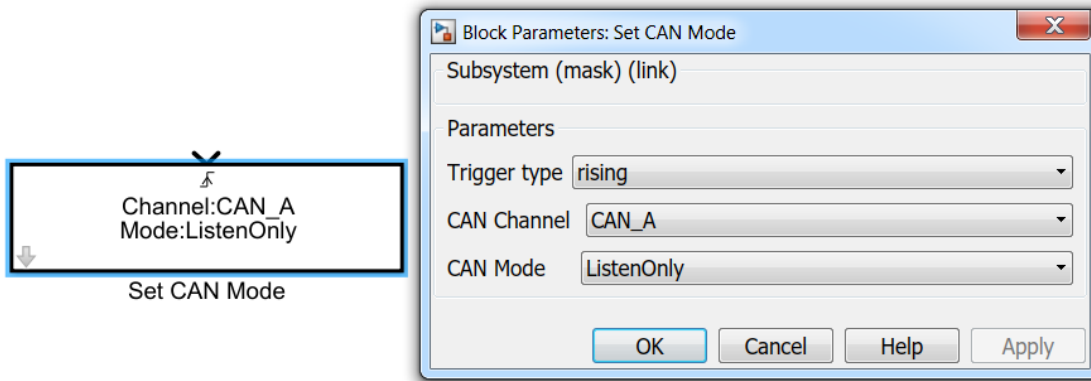 Channel:CAN_A
Mode:ListenOnly
Set CAN Mode
Block Parameters: Set CAN Mode
Subsystem (mask) (link)
Parameters
Trigger type rising
CAN Channel CAN_A
CAN Mode ListenOnly
OK Cancel Help Apply